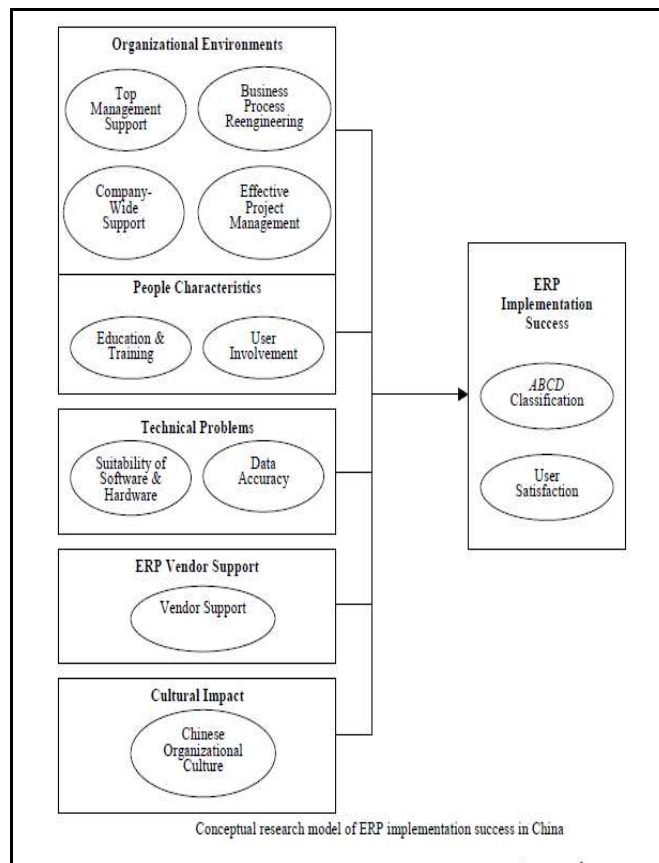 Organizational Environments
Top
Management
Support
Business
Process
Reengineering
Company-
Wide
Support
Effective
Project
Management
People Characteristics
Education &
Training
User
Involvement
Technical Problems
Suitability of
Software &
Hardware
Data
Accuracy
ERP Vendor Support
Vendor Support
Cultural Impact
Chinese
Organizational
Culture
ERP
Implementation
Success
ABCD
Classification
User
Satisfaction
Conceptual research model of ERP implementation success in China